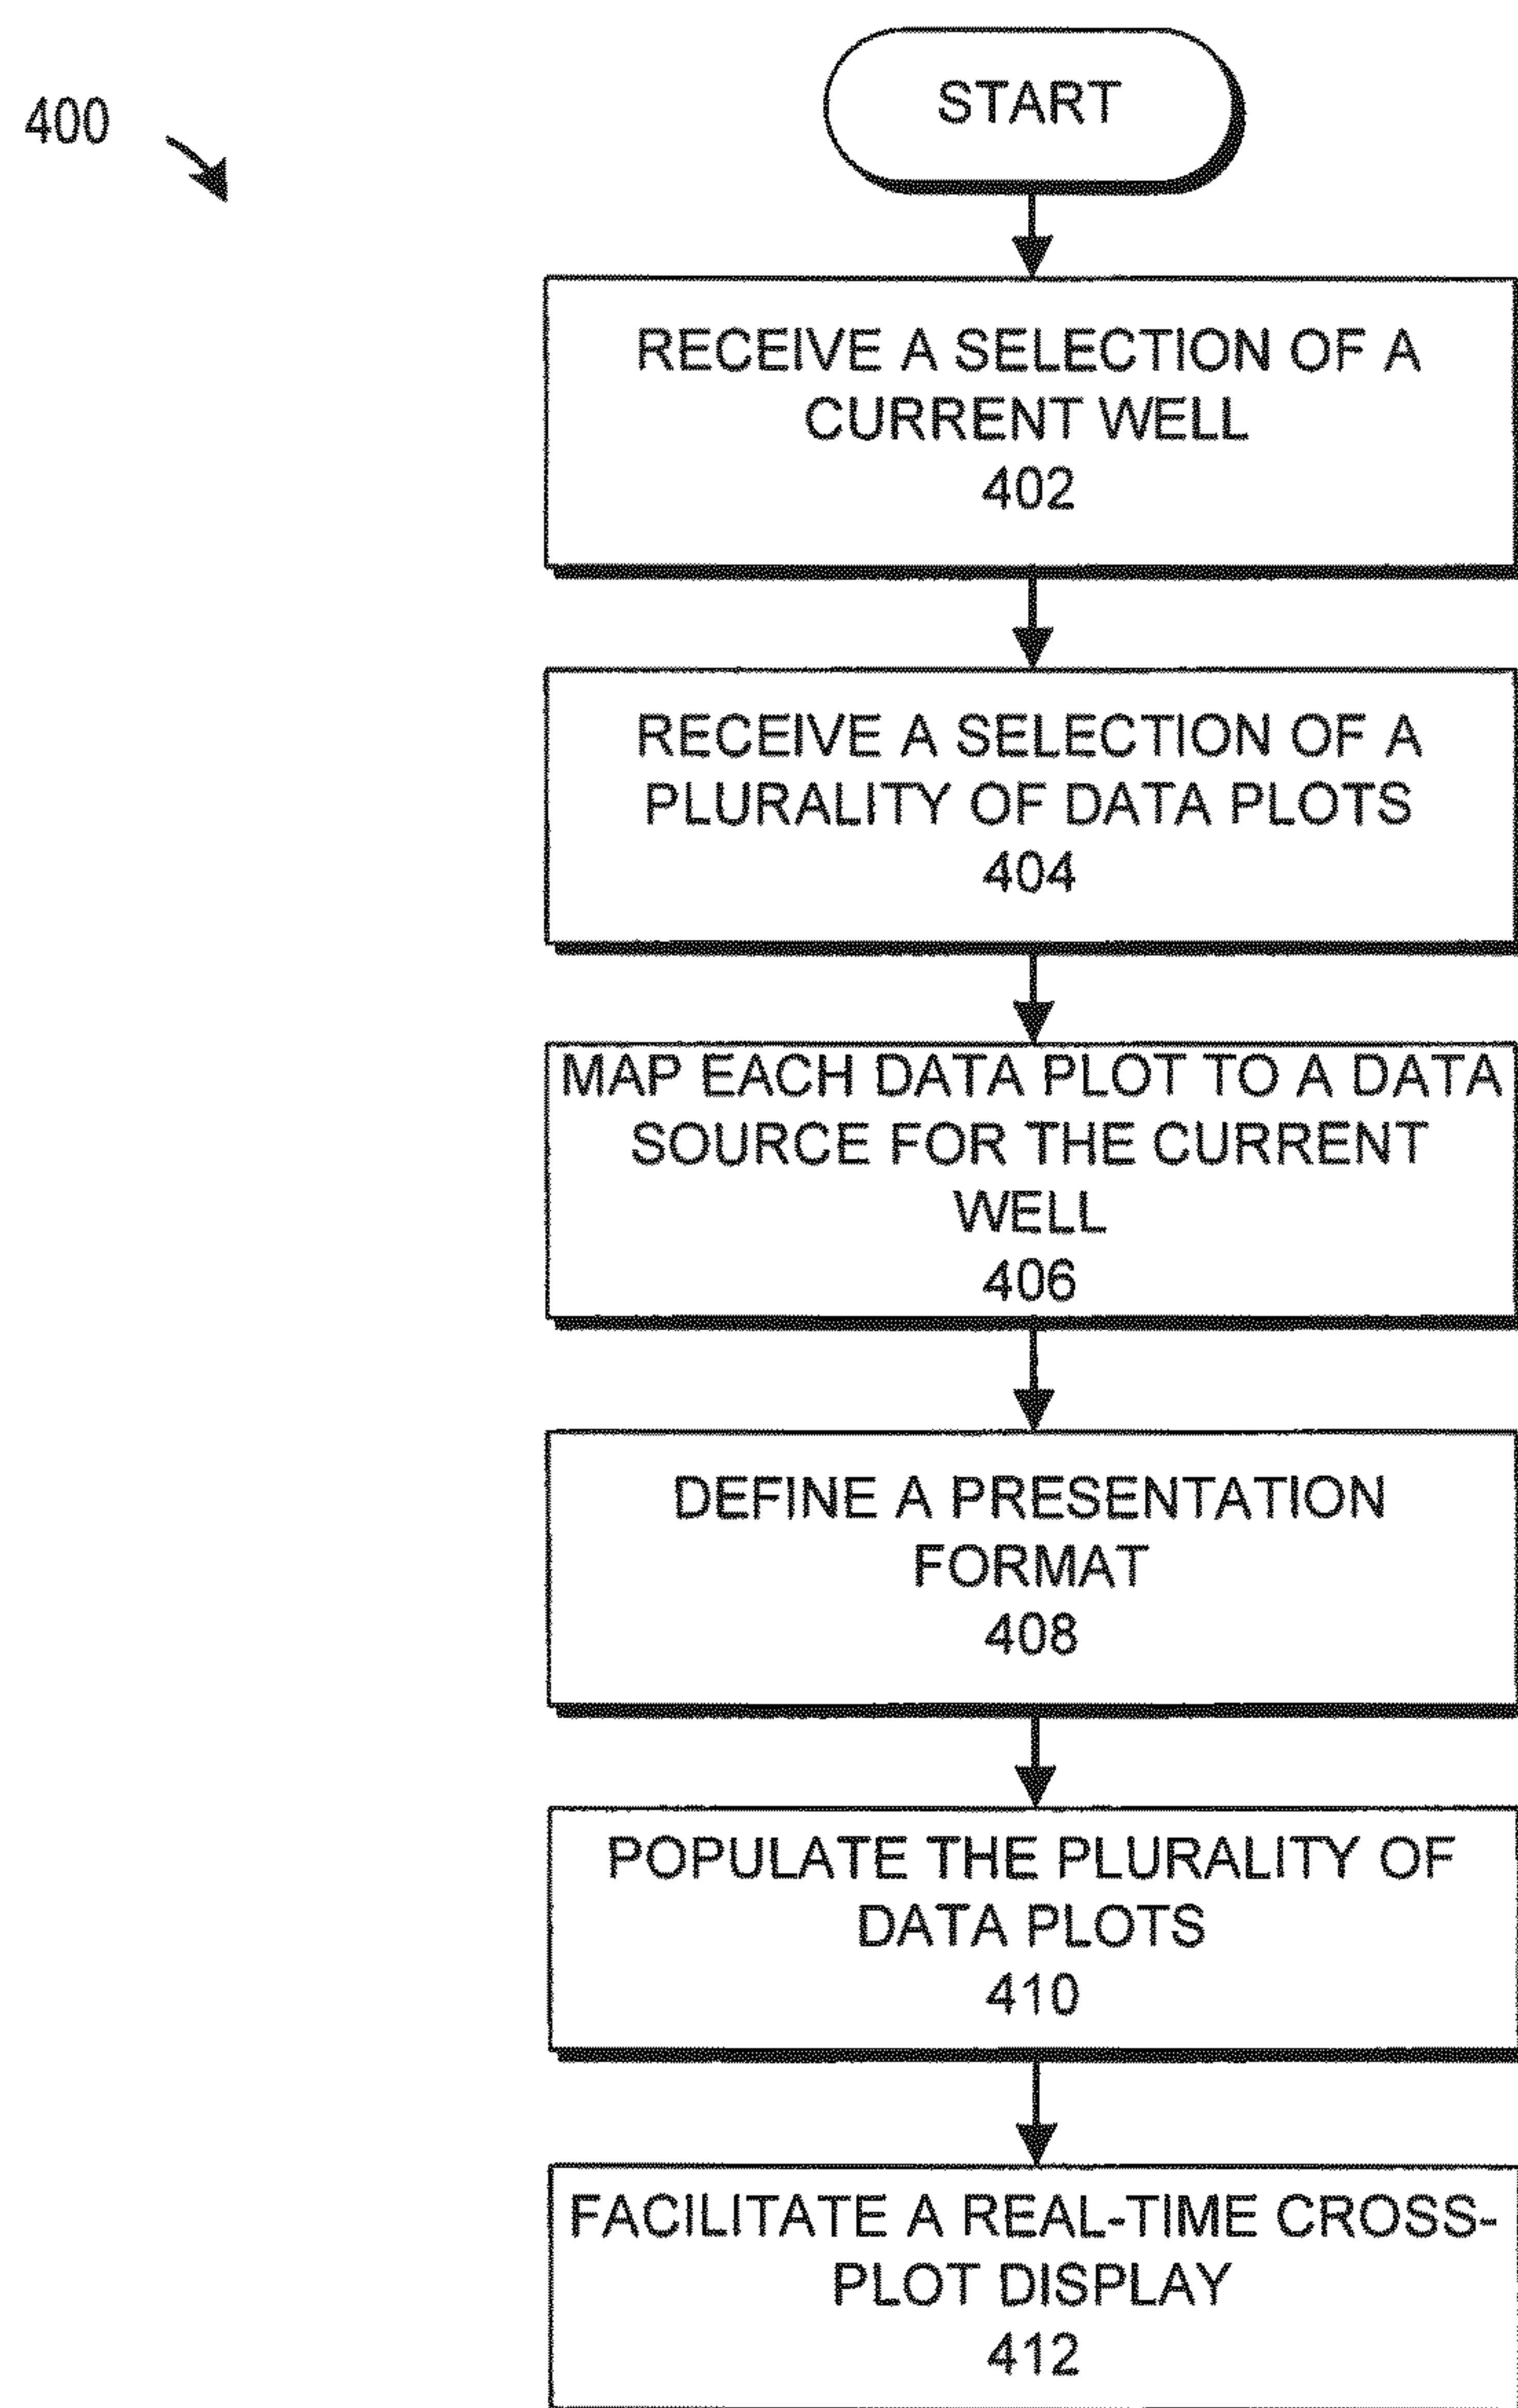 400
START
RECEIVE A SELECTION OF A
CURRENT WELL
402
RECEIVE A SELECTION OF A
PLURALITY OF DATA PLOTS
404
MAP EACH DATA PLOT TO A DATA
SOURCE FOR THE CURRENT
WELL
406
DEFINE A PRESENTATION
FORMAT
408
POPULATE THE PLURALITY OF
DATA PLOTS
410
FACILITATE A REAL-TIME CROSS-
PLOT DISPLAY
412